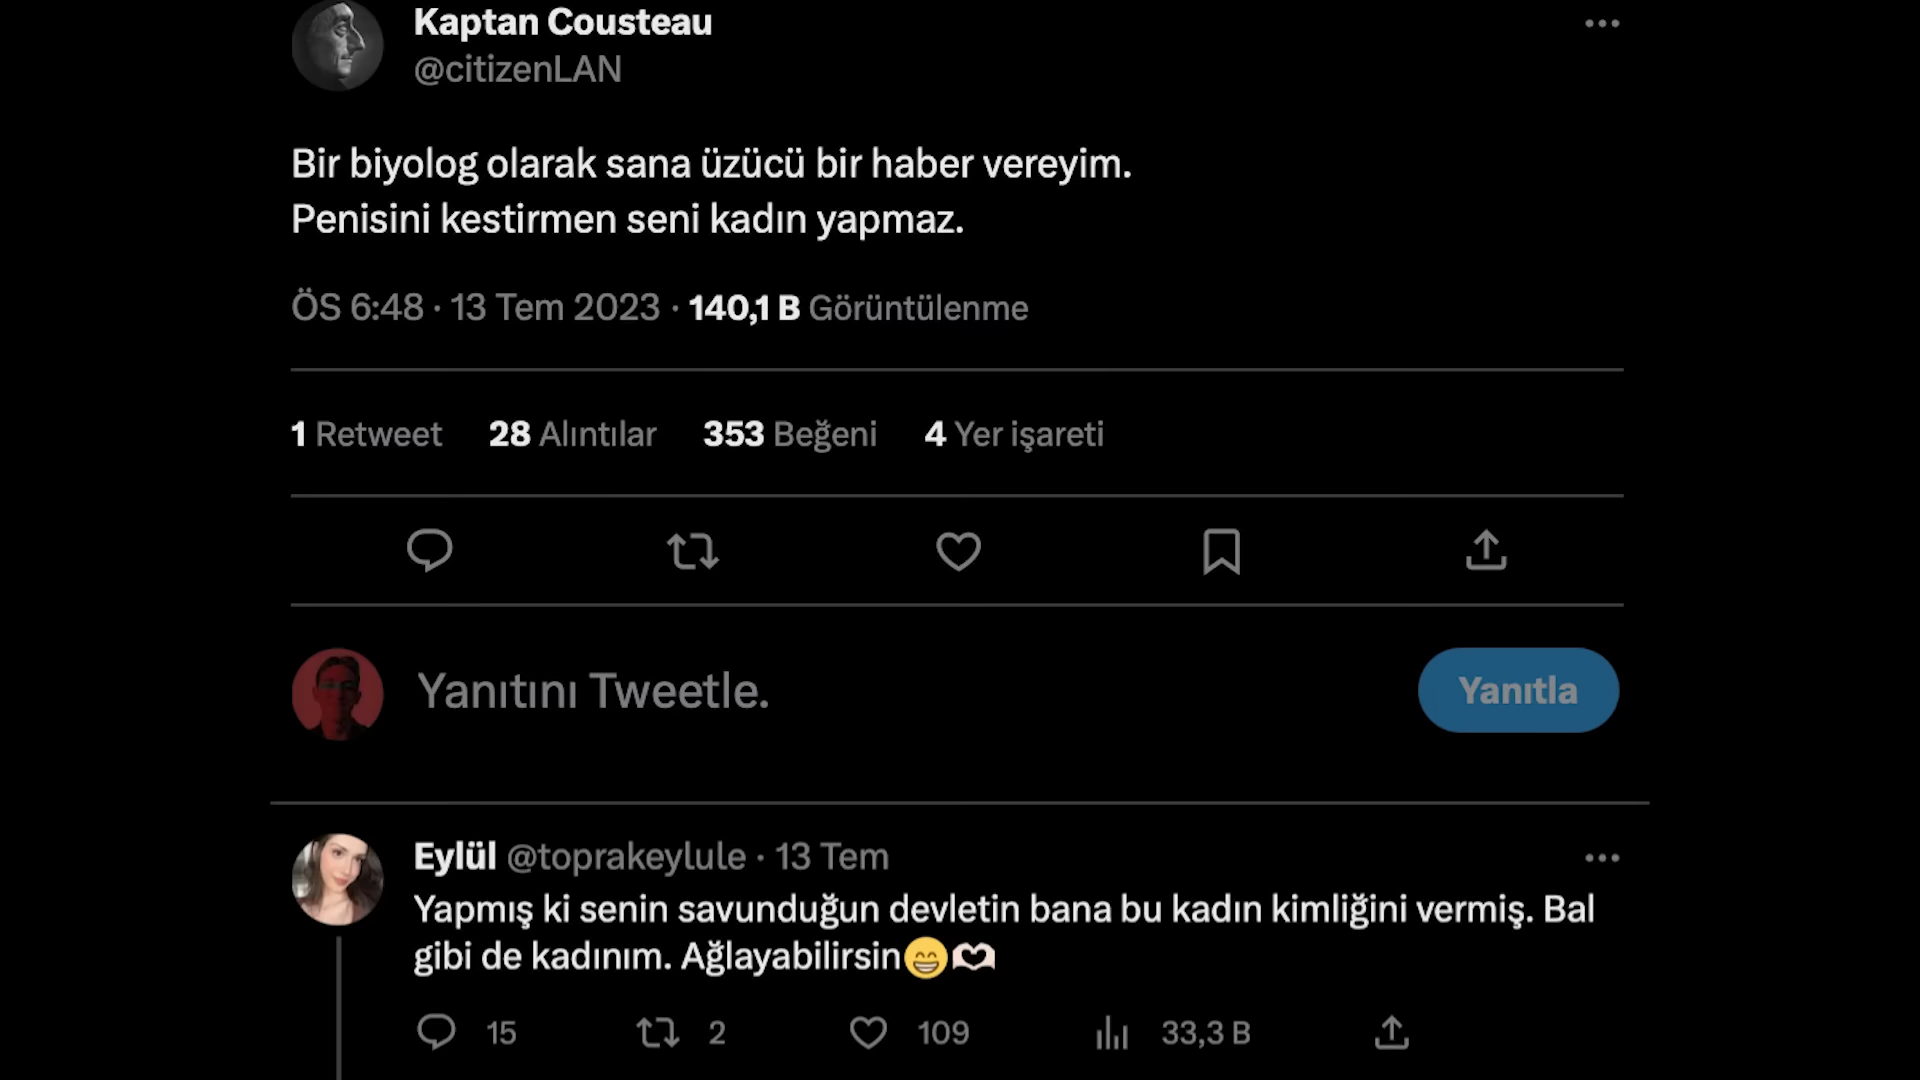 Kaptan Cousteau
@citizenLAN
Bir biyolog olarak sana üzücü bir haber vereyim.
Penisini kestirmen seni kadın yapmaz.
ÖS 6:48 · 13 Tem 2023 · 140,1 B Görüntülenme
1 Retweet 28 Alıntılar 353 Beğeni 4 Yer işareti
Yanıtını Tweetle.
Yanıtla
Eylül @toprakeylule · 13 Tem
Yapmış ki senin savunduğun devletin bana bu kadın kimliğini vermiş. Bal
gibi de kadınım. Ağlayabilirsin😁🫶🏻
15 2 109 33,3 B